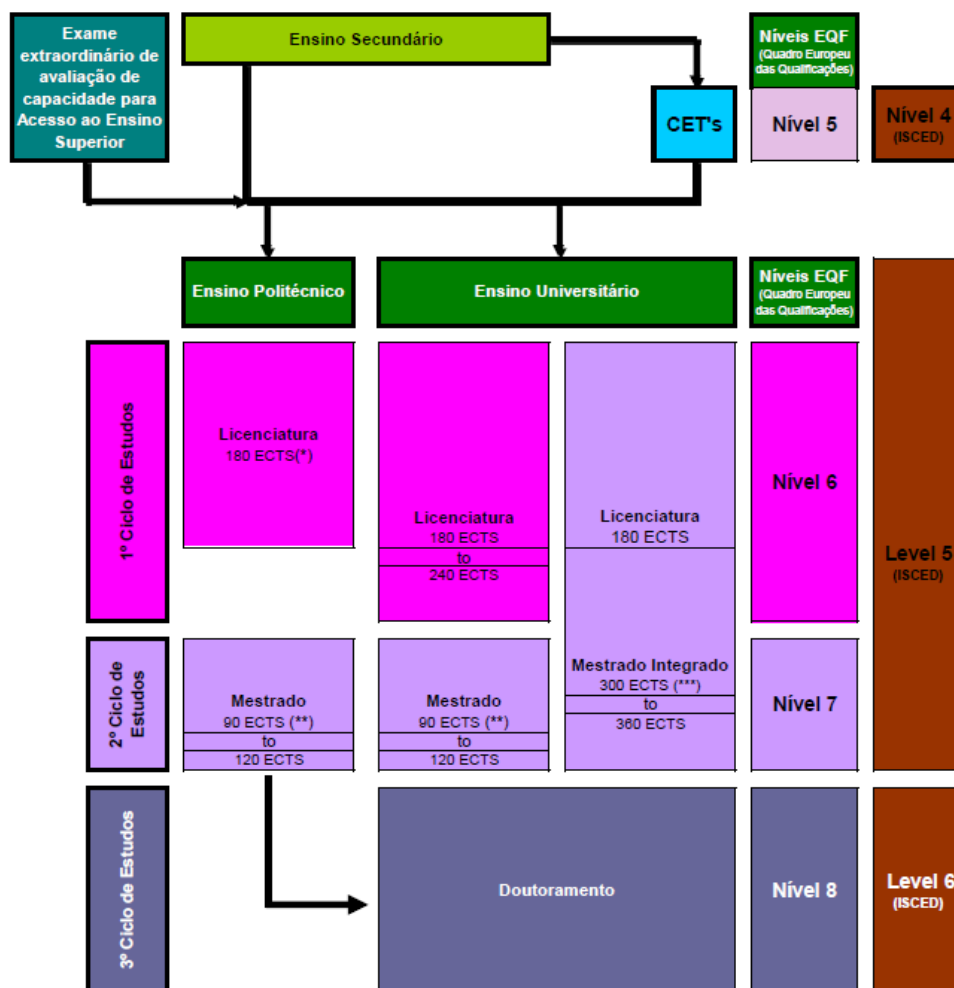 Exame
extraordinário de
avaliação de
capacidade para
Acesso ao Ensino
Superior
Ensino Secundário
Níveis EQF
(Quadro Europeu
das Qualificações)
CET's
Nível 5
Nível 4
(ISCED)
Ensino Politécnico
Ensino Universitário
Níveis EQF
(Quadro Europeu
das Qualificações)
1º Ciclo de Estudos
Licenciatura
180 ECTS(*)
Licenciatura
180 ECTS
to
240 ECTS
Licenciatura
180 ECTS
Nível 6
Level 5
(ISCED)
2º Ciclo de
Estudos
Mestrado
90 ECTS (**)
to
120 ECTS
Mestrado
90 ECTS (**)
to
120 ECTS
Mestrado Integrado
300 ECTS (***)
to
360 ECTS
Nível 7
3º Ciclo de Estudos
Doutoramento
Nível 8
Level 6
(ISCED)